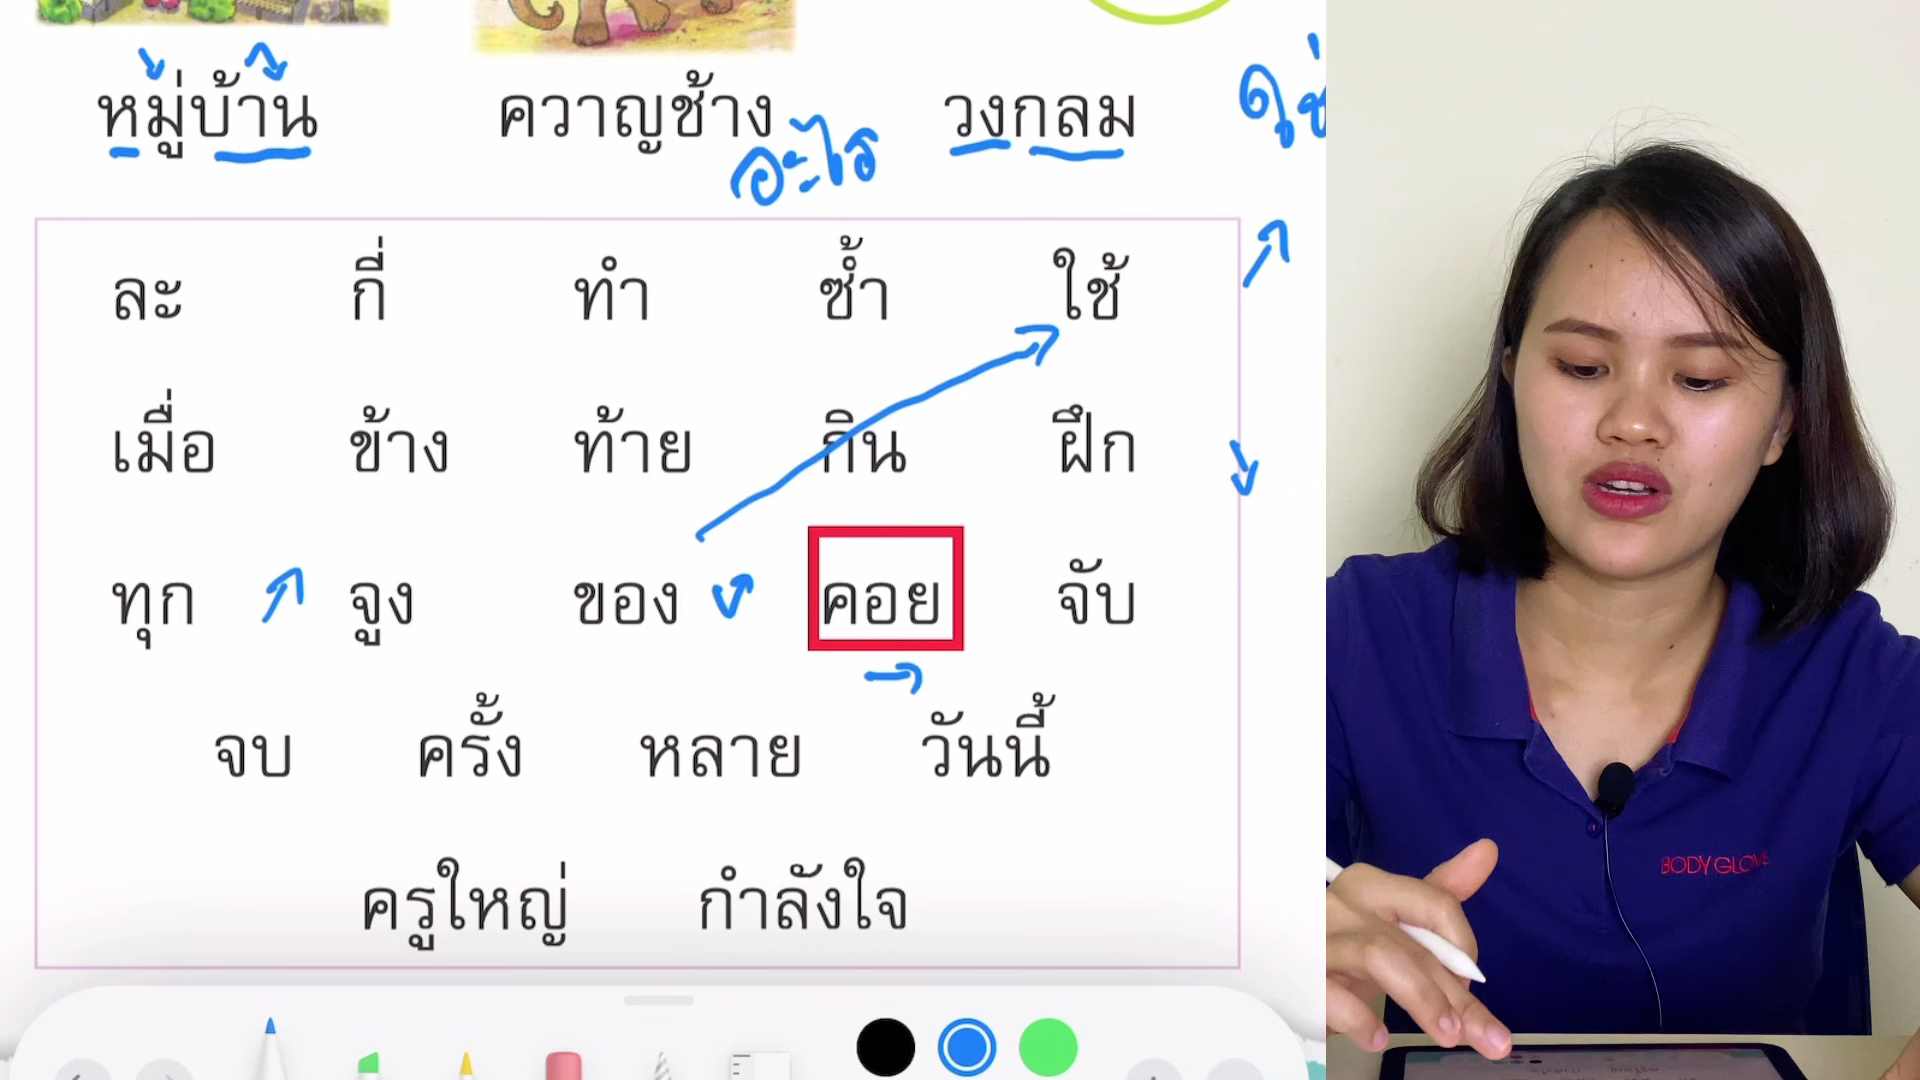 หมู่บ้าน ควาญช้าง วงกลม
อะไร
ละ กี่ ทำ ซ้ำ ใช้
เมื่อ ข้าง ท้าย กิน ฝึก
ทุก จูง ของ คอย จับ
จบ ครั้ง หลาย วันนี้
ครูใหญ่ กำลังใจ
BODY GLOVE